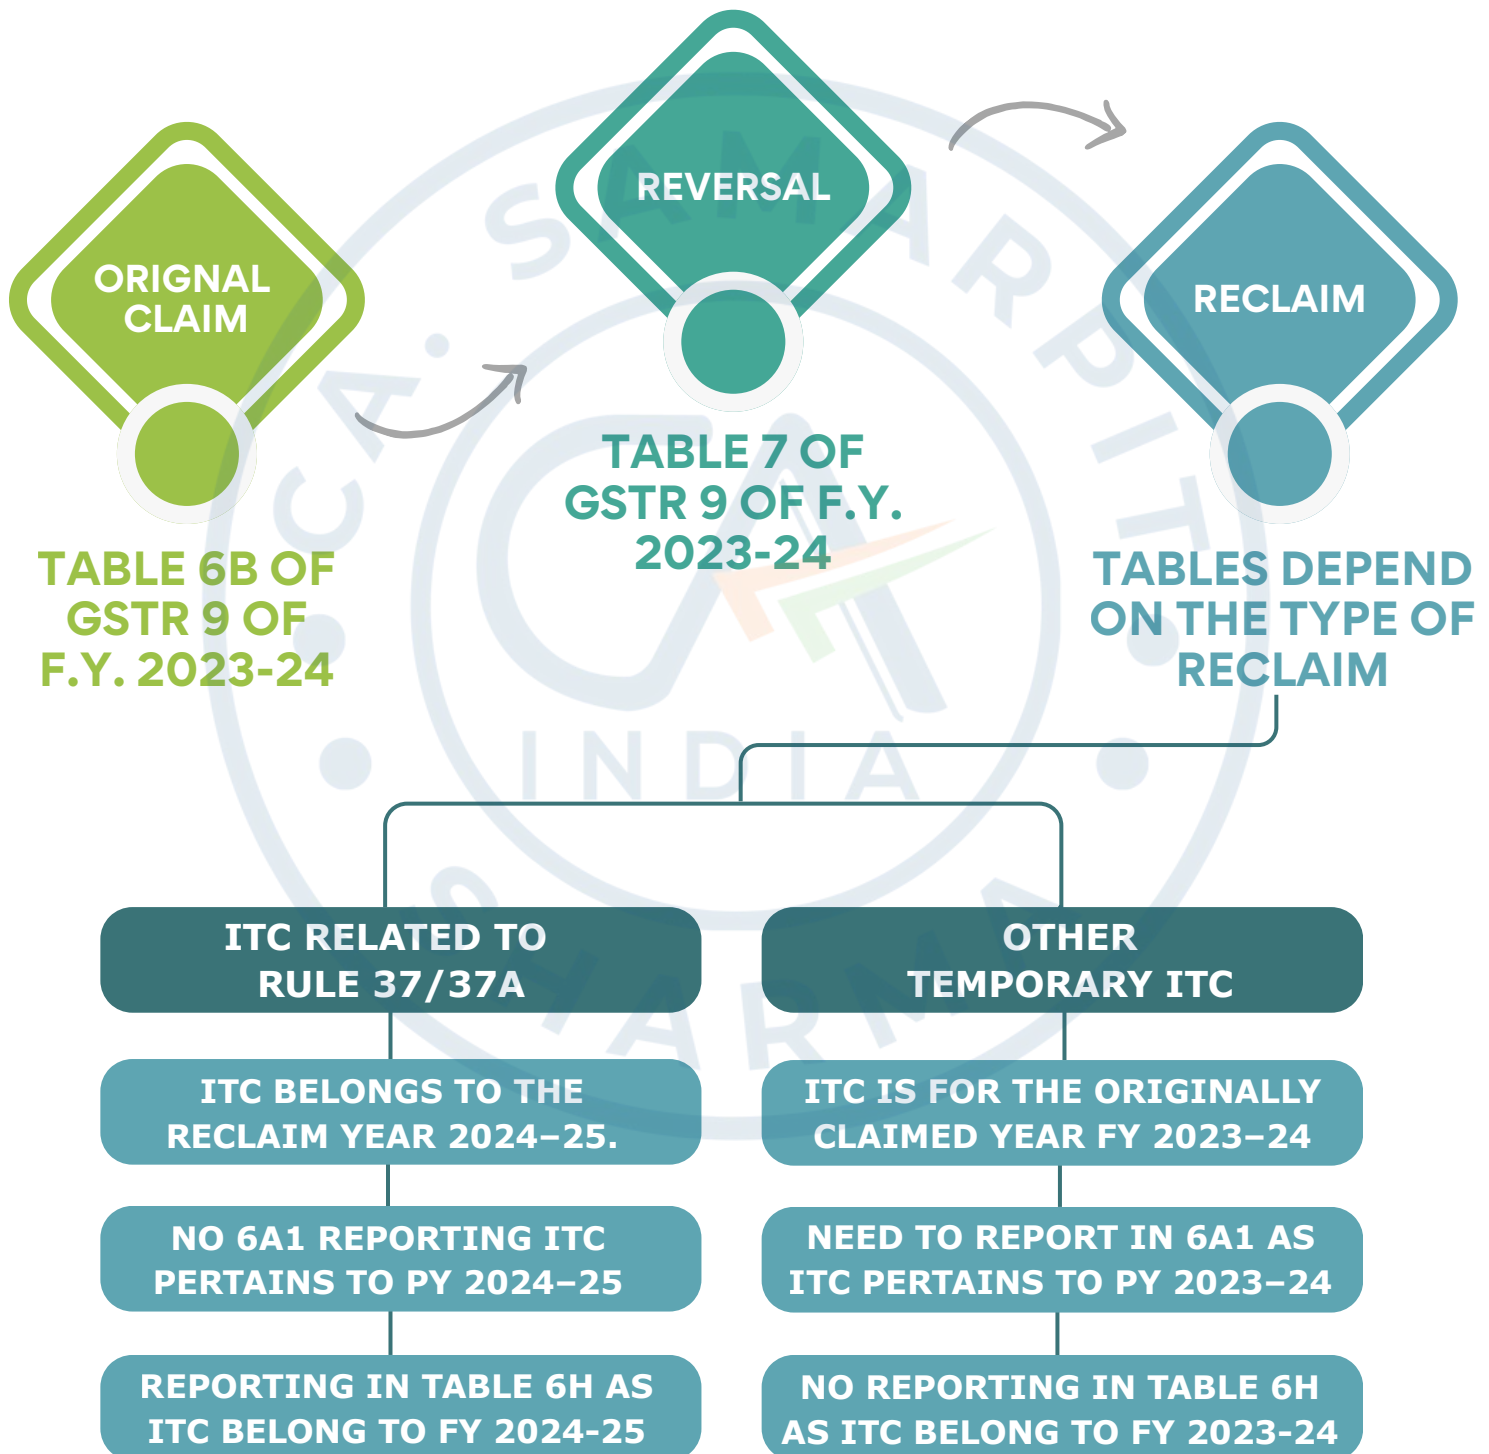 ORIGNAL
CLAIM
TABLE 6B OF
GSTR 9 OF
F.Y. 2023-24
REVERSAL
TABLE 7 OF
GSTR 9 OF F.Y.
2023-24
RECLAIM
TABLES DEPEND
ON THE TYPE OF
RECLAIM
ITC RELATED TO
RULE 37/37A
ITC BELONGS TO THE
RECLAIM YEAR 2024–25.
NO 6A1 REPORTING ITC
PERTAINS TO PY 2024–25
REPORTING IN TABLE 6H AS
ITC BELONG TO FY 2024-25
OTHER
TEMPORARY ITC
ITC IS FOR THE ORIGINALLY
CLAIMED YEAR FY 2023–24
NEED TO REPORT IN 6A1 AS
ITC PERTAINS TO PY 2023–24
NO REPORTING IN TABLE 6H
AS ITC BELONG TO FY 2023-24
CA. SAMARPIT
SHARMA
CA
INDIA